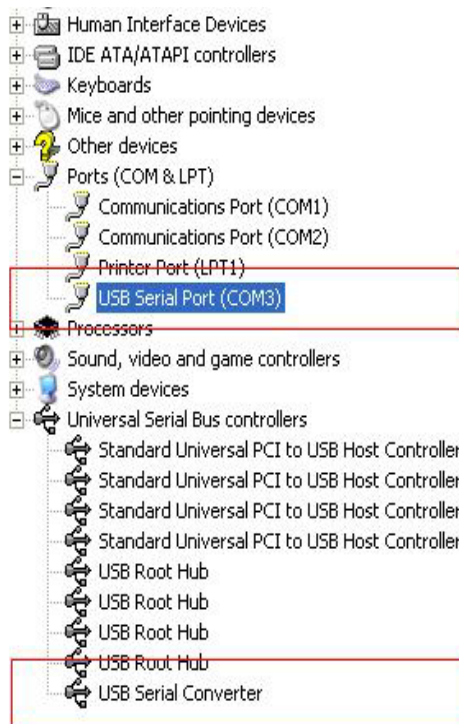 Human Interface Devices
IDE ATA/ATAPI controllers
Keyboards
Mice and other pointing devices
Other devices
Ports (COM & LPT)
Communications Port (COM1)
Communications Port (COM2)
Printer Port (LPT1)
USB Serial Port (COM3)
Processors
Sound, video and game controllers
System devices
Universal Serial Bus controllers
Standard Universal PCI to USB Host Controller
Standard Universal PCI to USB Host Controller
Standard Universal PCI to USB Host Controller
Standard Universal PCI to USB Host Controller
USB Root Hub
USB Root Hub
USB Root Hub
USB Root Hub
USB Serial Converter